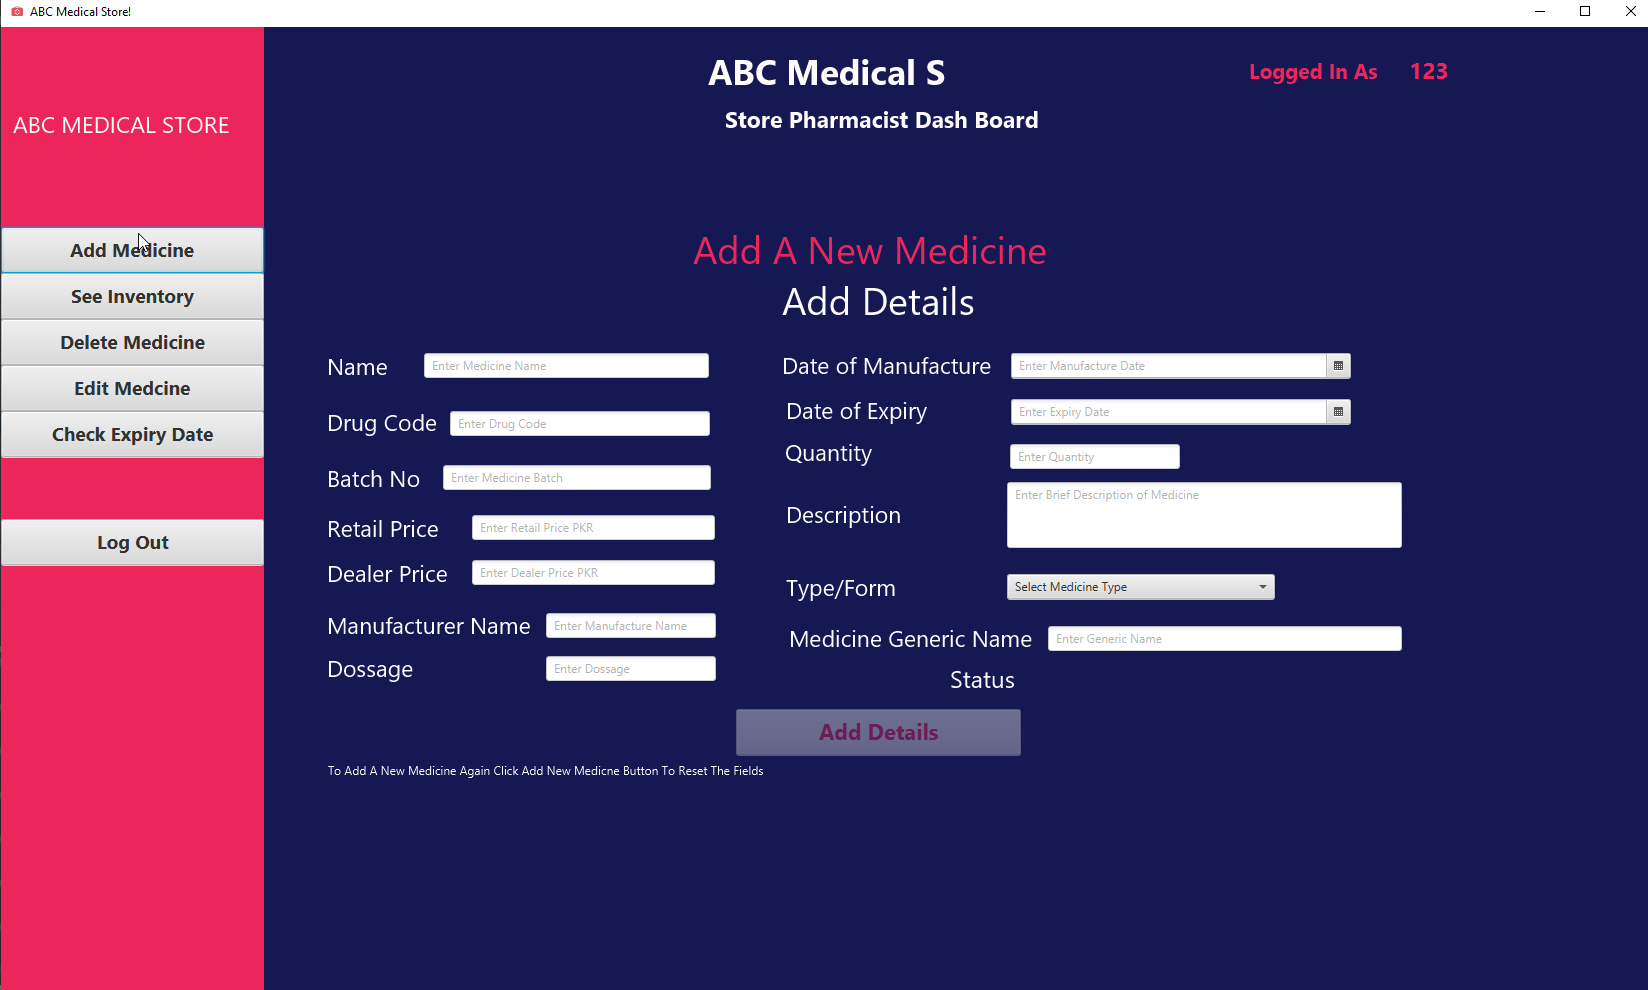 ABC Medical Store!
ABC MEDICAL STORE
Add Medicine
See Inventory
Delete Medicine
Edit Medcine
Check Expiry Date
Log Out
ABC Medical S
Logged In As 123
Store Pharmacist Dash Board
Add A New Medicine
Add Details
Name Enter Medicine Name
Drug Code Enter Drug Code
Batch No Enter Medicine Batch
Retail Price Enter Retail Price PKR
Dealer Price Enter Dealer Price PKR
Manufacturer Name Enter Manufacture Name
Dossage Enter Dossage
Date of Manufacture Enter Manufacture Date
Date of Expiry Enter Expiry Date
Quantity Enter Quantity
Description Enter Brief Description of Medicine
Type/Form Select Medicine Type
Medicine Generic Name Enter Generic Name
Status
Add Details
To Add A New Medicine Again Click Add New Medicne Button To Reset The Fields